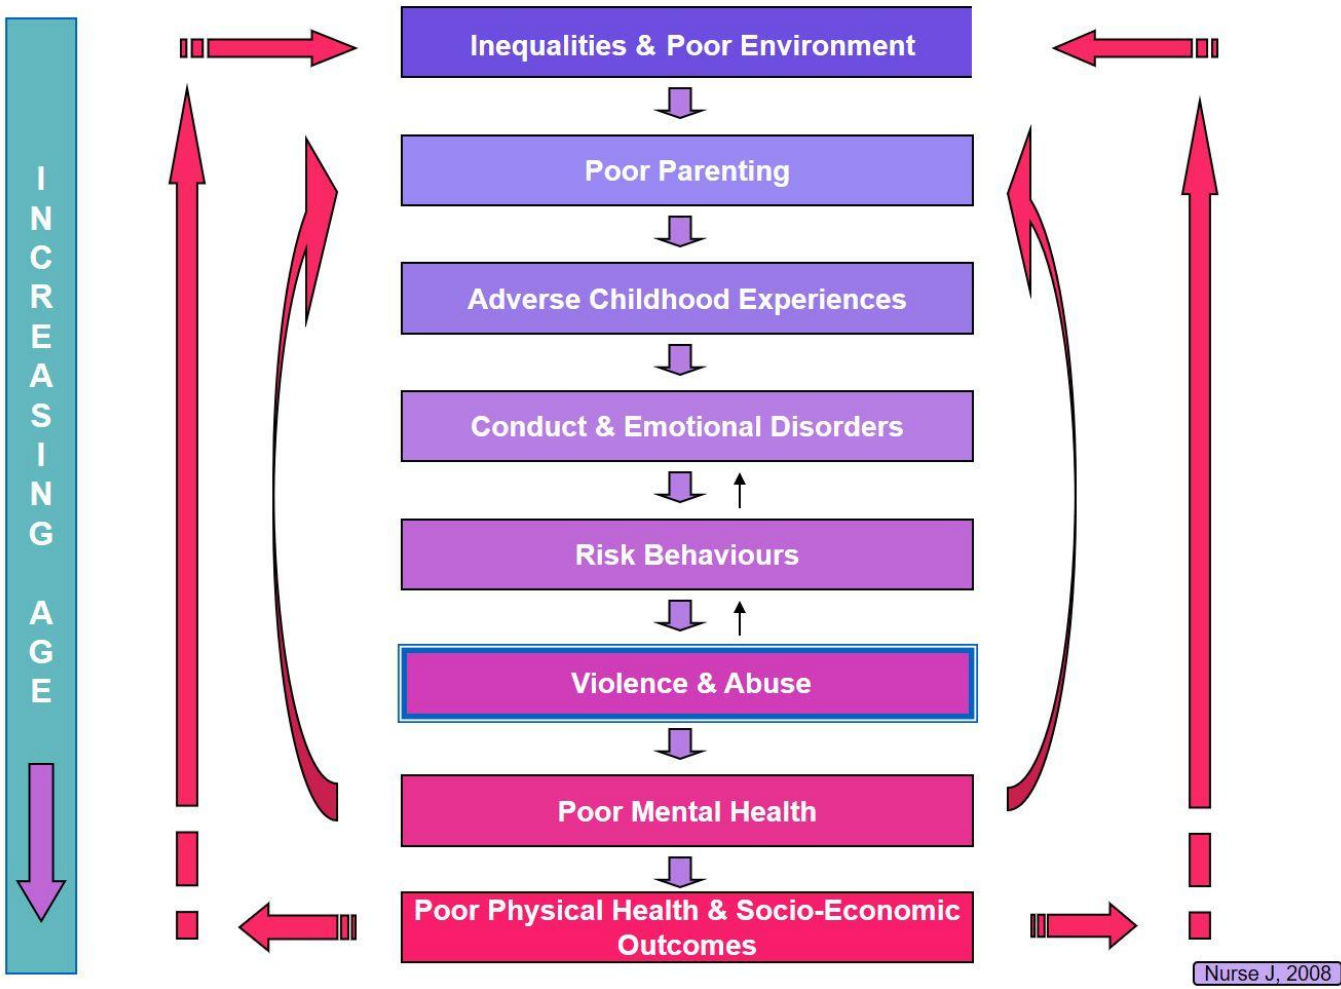 INCREASING AGE
Inequalities & Poor Environment
Poor Parenting
Adverse Childhood Experiences
Conduct & Emotional Disorders
Risk Behaviours
Violence & Abuse
Poor Mental Health
Poor Physical Health & Socio-Economic
Outcomes
Nurse J, 2008